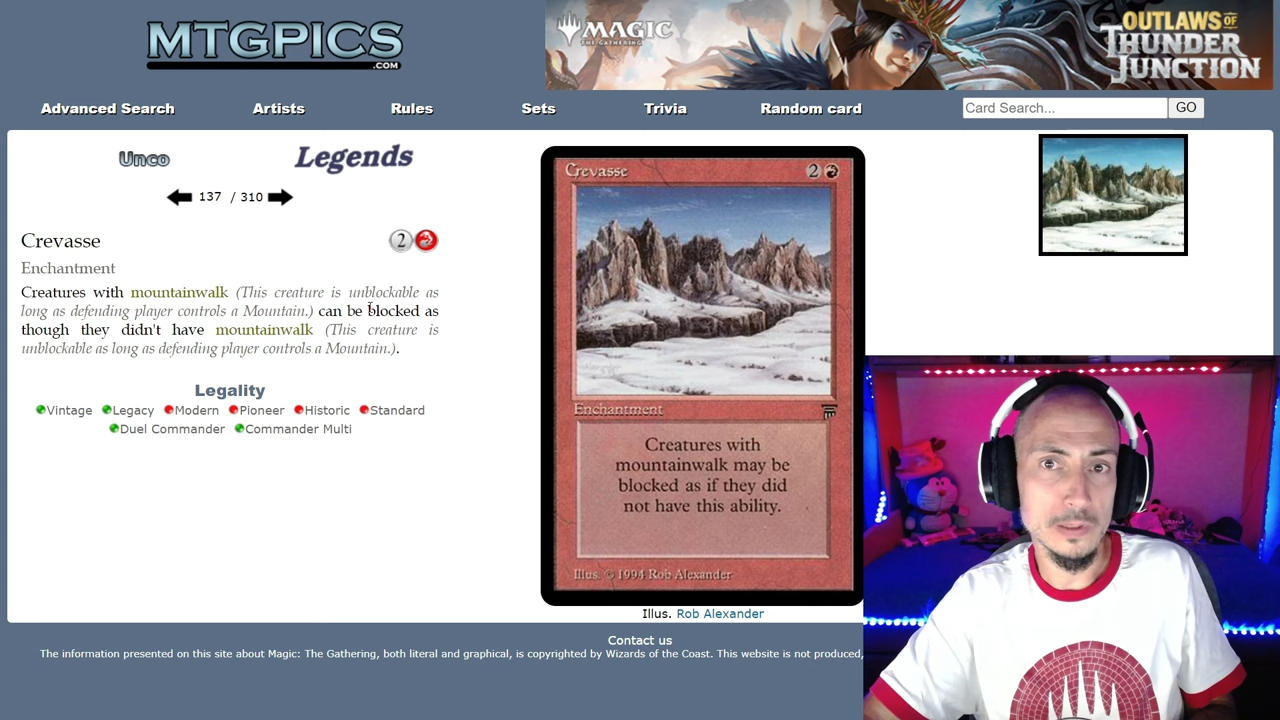 MTGPICS
.COM
MAGIC
THE GATHERING
OUTLAWS OF
THUNDER
JUNCTION
Advanced Search
Artists
Rules
Sets
Trivia
Random card
Card Search...
GO
Unco
Legends
137 / 310
Crevasse
2
Enchantment
Creatures with mountainwalk (This creature is unblockable as
long as defending player controls a Mountain.) can be blocked as
though they didn't have mountainwalk (This creature is
unblockable as long as defending player controls a Mountain.).
Legality
Vintage Legacy Modern Pioneer Historic Standard
Duel Commander Commander Multi
Crevasse
2
Enchantment
Creatures with
mountainwalk may be
blocked as if they did
not have this ability.
Illus. © 1994 Rob Alexander
Illus. Rob Alexander
Contact us
The information presented on this site about Magic: The Gathering, both literal and graphical, is copyrighted by Wizards of the Coast. This website is not produced,